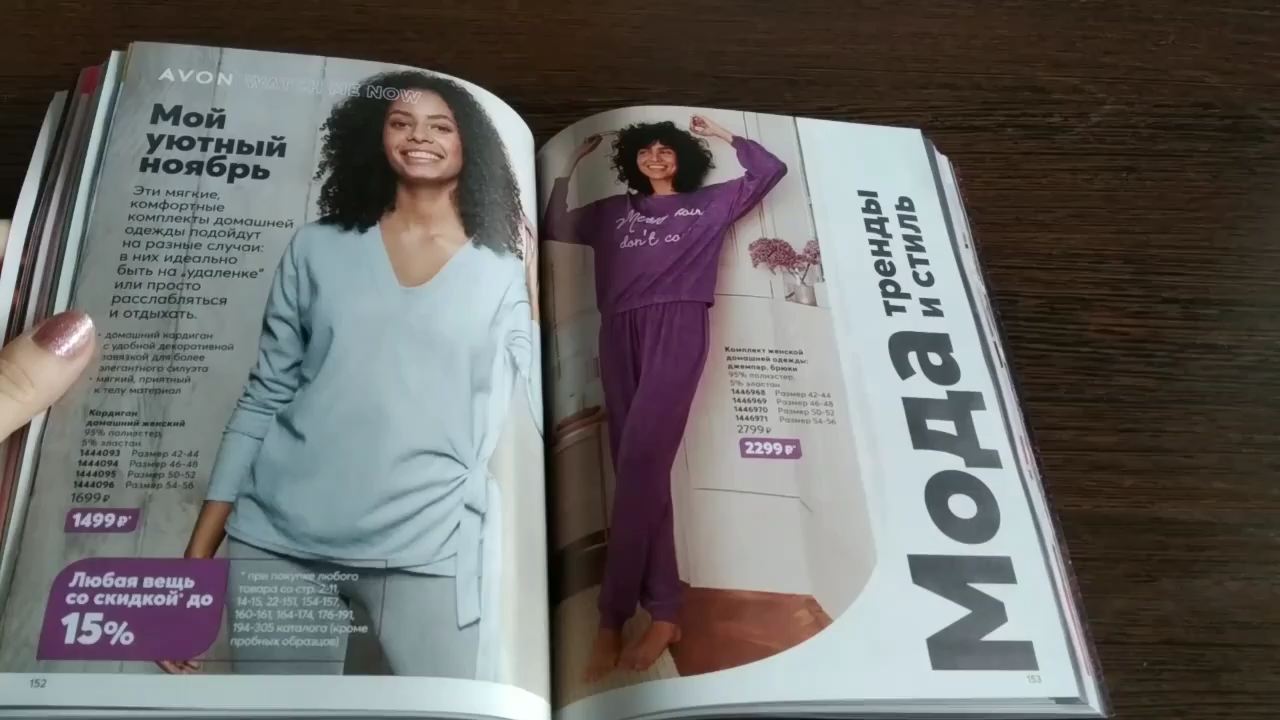 AVON WATCH ME NOW
Мой
уютный
ноябрь
Эти мягкие,
комфортные
комплекты домашней
одежды подойдут
на разные случаи:
в них идеально
быть на „удаленке“
или просто
расслабляться
и отдыхать.
• домашний кардиган
с удобной декоративной
завязкой для более
элегантного силуэта
• мягкий, приятный
к телу материал
Кардиган
домашний женский
95% полиэстер,
5% эластан
1444093 Размер 42-44
1444094 Размер 46-48
1444095 Размер 50-52
1444096 Размер 54-56
1699 ₽
1499 ₽*
Любая вещь
со скидкой* до
15%
* при покупке любого
товара со стр. 2-11,
14-15, 22-151, 154-157,
160-161, 164-174, 176-191,
194-305 каталога (кроме
пробных образцов)
152
don't
Комплект женской
домашней одежды:
джемпер, брюки
95% полиэстер,
5% эластан
1446968 Размер 42-44
1446969 Размер 46-48
1446970 Размер 50-52
1446971 Размер 54-56
2799 ₽
2299 ₽*
Мода тренды
и стиль
153